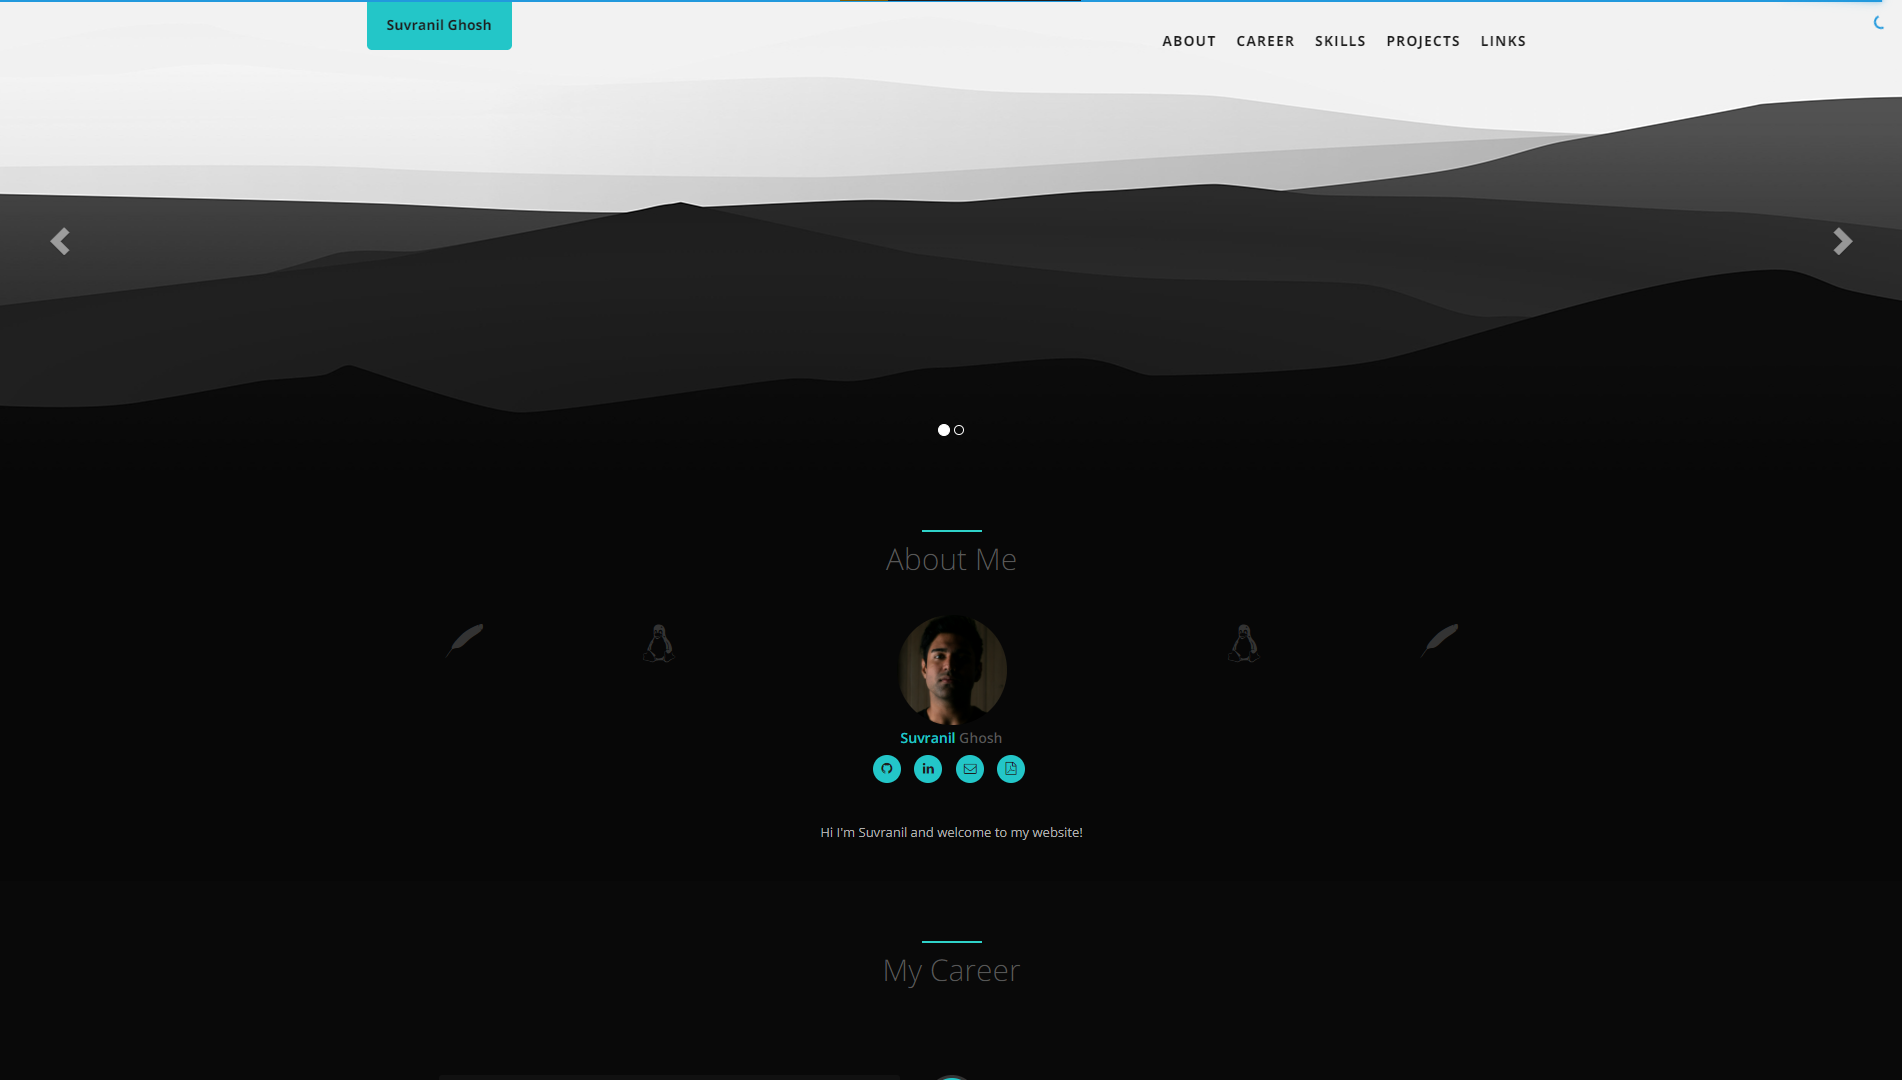 Suvranil Ghosh
ABOUT CAREER SKILLS PROJECTS LINKS
About Me
Suvranil Ghosh
in
Hi I'm Suvranil and welcome to my website!
My Career